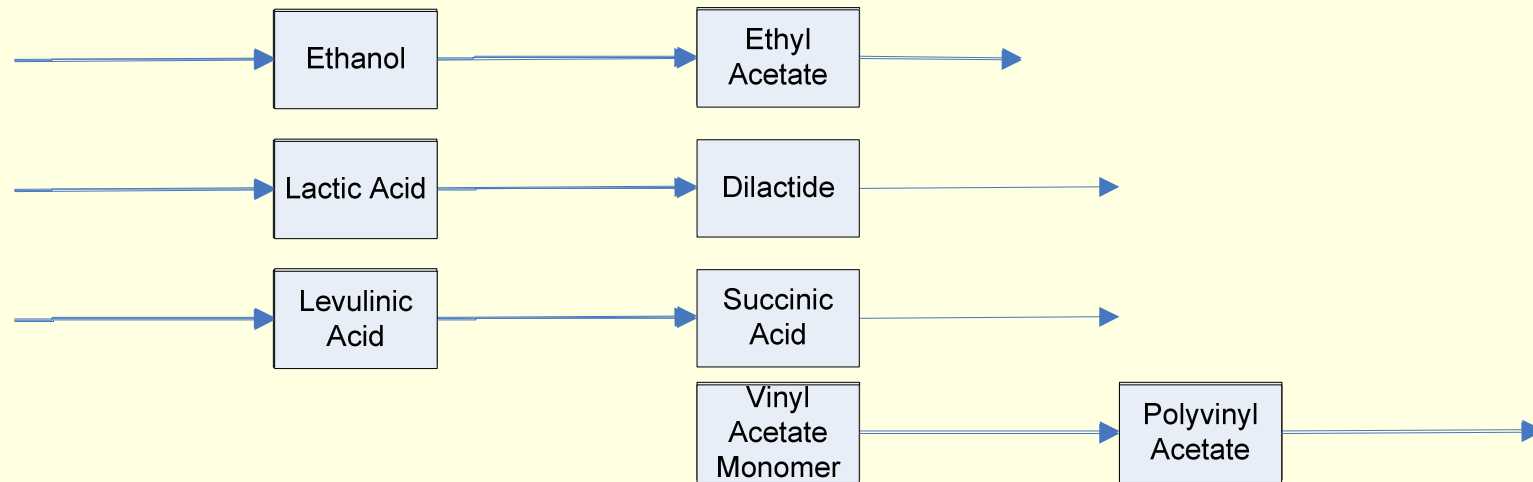 Ethanol
Ethyl
Acetate
Lactic Acid
Dilactide
Levulinic
Acid
Succinic
Acid
Vinyl
Acetate
Monomer
Polyvinyl
Acetate